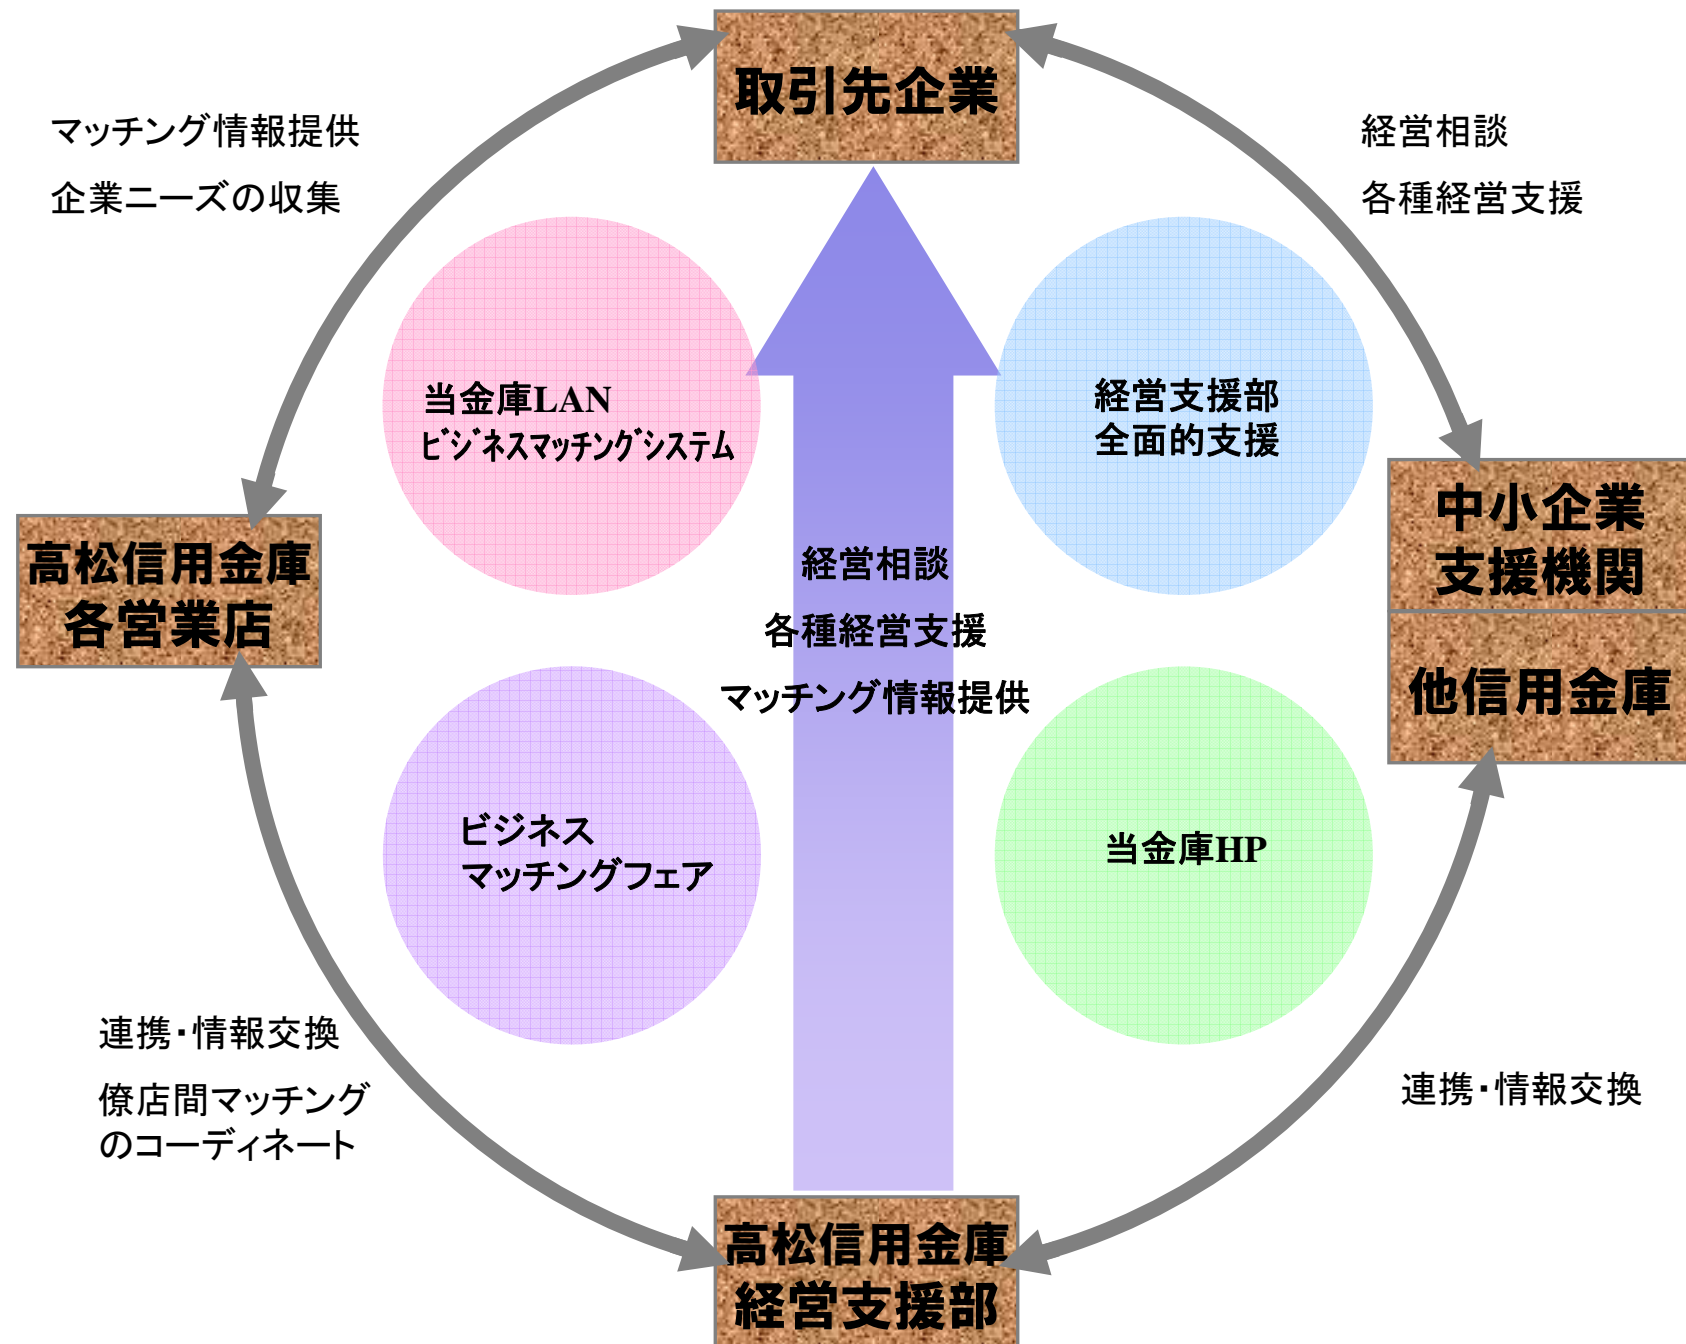 取引先企業
マッチング情報提供
企業ニーズの収集
経営相談
各種経営支援
当金庫LAN
ビジネスマッチングシステム
経営支援部
全面的支援
高松信用金庫
各営業店
経営相談
各種経営支援
マッチング情報提供
中小企業
支援機関
他信用金庫
ビジネス
マッチングフェア
当金庫HP
連携・情報交換
僚店間マッチング
のコーディネート
連携・情報交換
高松信用金庫
経営支援部